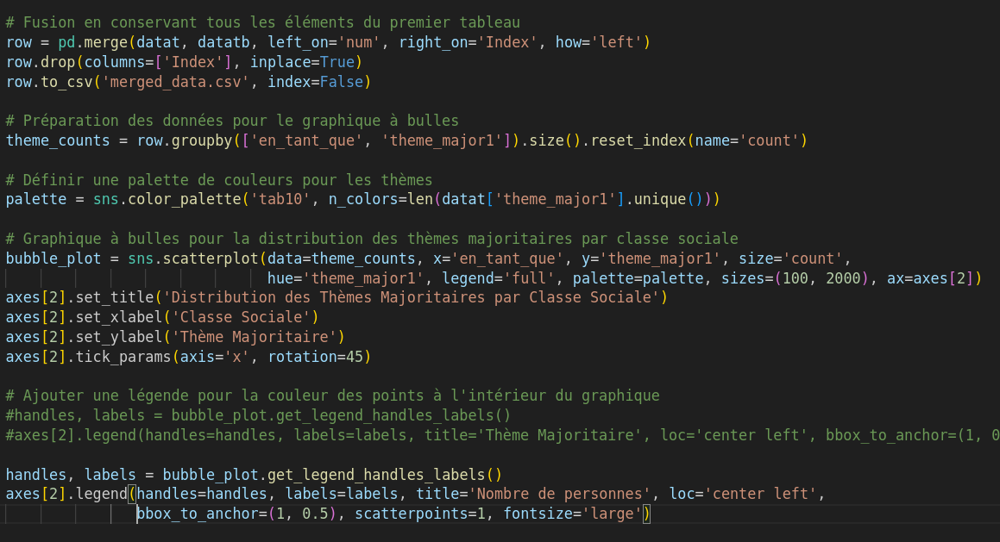 # Fusion en conservant tous les éléments du premier tableau
row = pd.merge(datat, datatb, left_on='num', right_on='Index', how='left')
row.drop(columns=['Index'], inplace=True)
row.to_csv('merged_data.csv', index=False)
# Préparation des données pour le graphique à bulles
theme_counts = row.groupby(['en_tant_que', 'theme_major1']).size().reset_index(name='count')
# Définir une palette de couleurs pour les thèmes
palette = sns.color_palette('tab10', n_colors=len(datat['theme_major1'].unique()))
# Graphique à bulles pour la distribution des thèmes majoritaires par classe sociale
bubble_plot = sns.scatterplot(data=theme_counts, x='en_tant_que', y='theme_major1', size='count',
hue='theme_major1', legend='full', palette=palette, sizes=(100, 2000), ax=axes[2])
axes[2].set_title('Distribution des Thèmes Majoritaires par Classe Sociale')
axes[2].set_xlabel('Classe Sociale')
axes[2].set_ylabel('Thème Majoritaire')
axes[2].tick_params(axis='x', rotation=45)
# Ajouter une légende pour la couleur des points à l'intérieur du graphique
#handles, labels = bubble_plot.get_legend_handles_labels()
#axes[2].legend(handles=handles, labels=labels, title='Thème Majoritaire', loc='center left', bbox_to_anchor=(1, 0
handles, labels = bubble_plot.get_legend_handles_labels()
axes[2].legend(handles=handles, labels=labels, title='Nombre de personnes', loc='center left',
bbox_to_anchor=(1, 0.5), scatterpoints=1, fontsize='large')